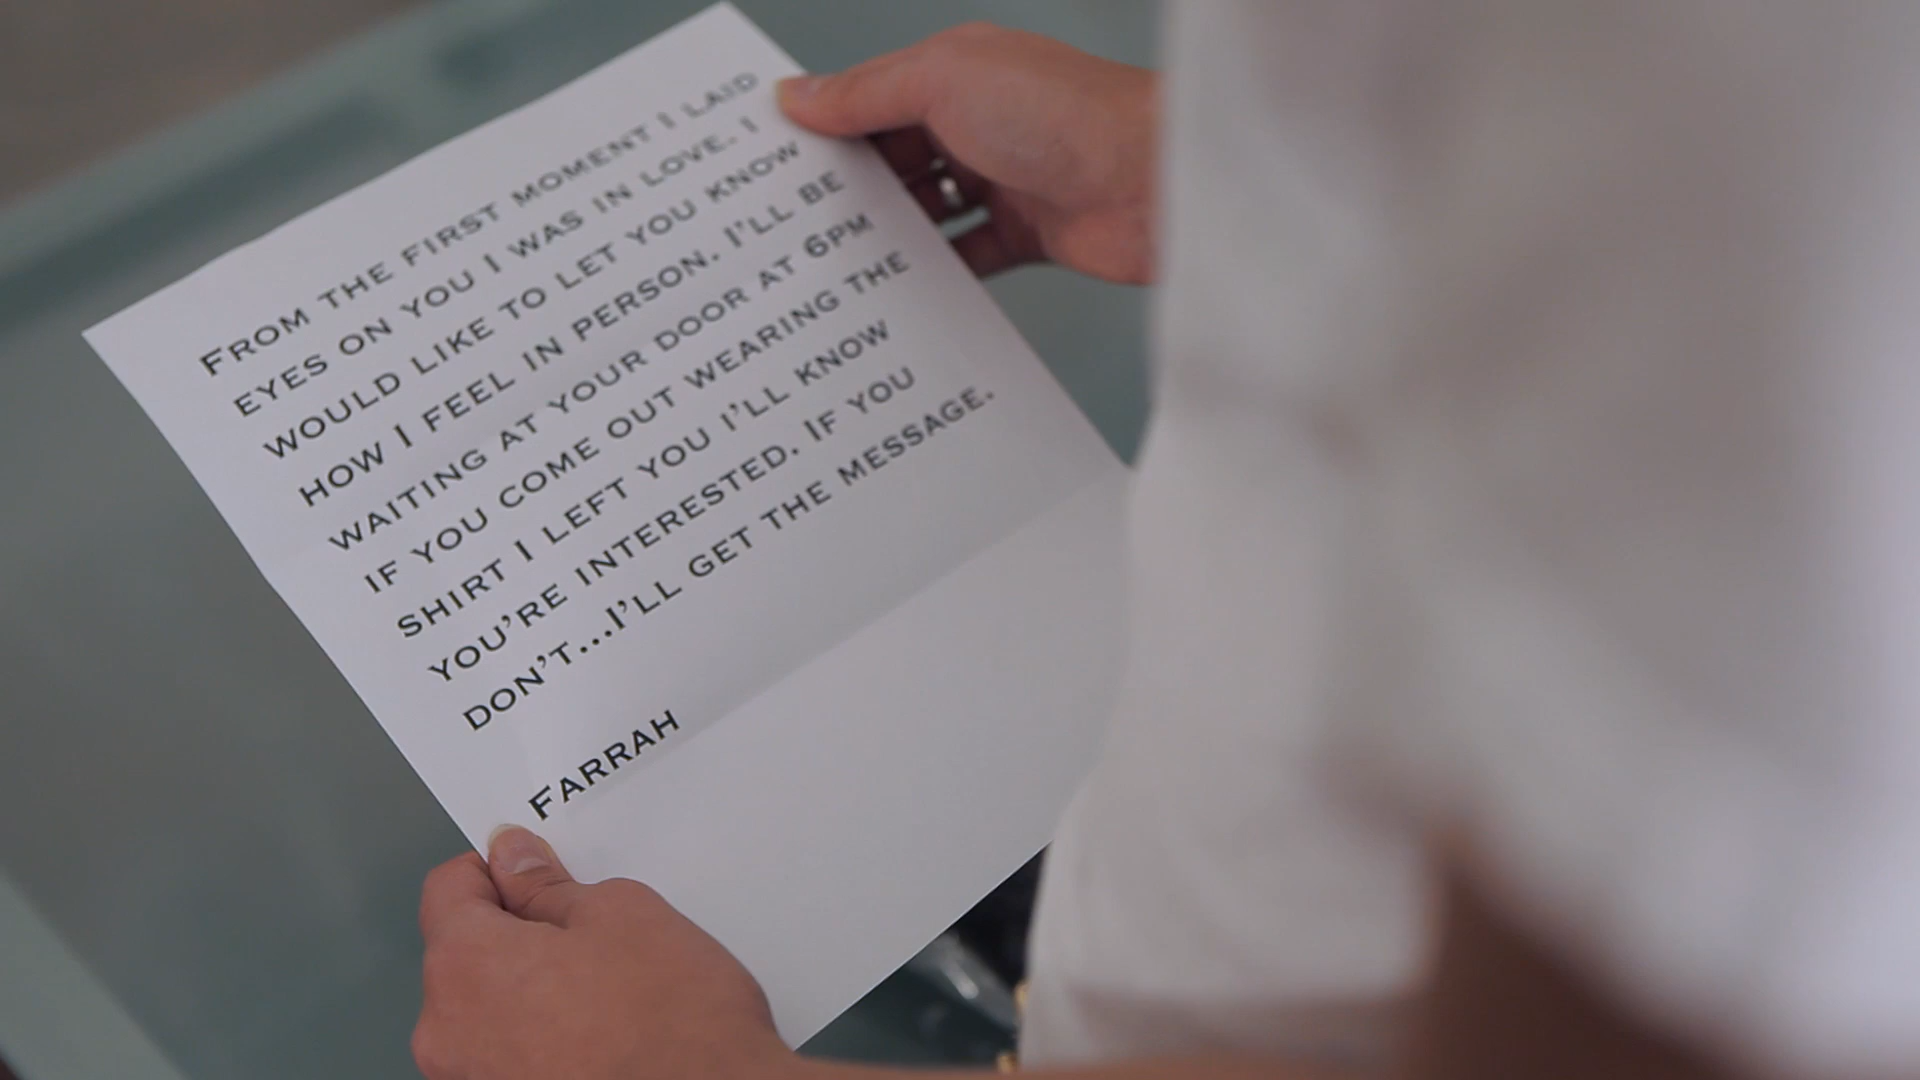 FROM THE FIRST MOMENT I LAID
EYES ON YOU I WAS IN LOVE. I
WOULD LIKE TO LET YOU KNOW
HOW I FEEL IN PERSON. I'LL BE
WAITING AT YOUR DOOR AT 6PM
IF YOU COME OUT WEARING THE
SHIRT I LEFT YOU I'LL KNOW
YOU'RE INTERESTED. IF YOU
DON'T...I'LL GET THE MESSAGE.
FARRAH